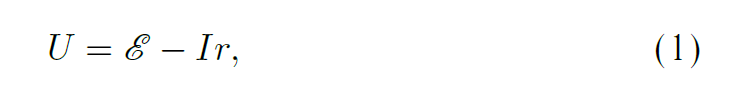 U = ℰ − Ir, (1)